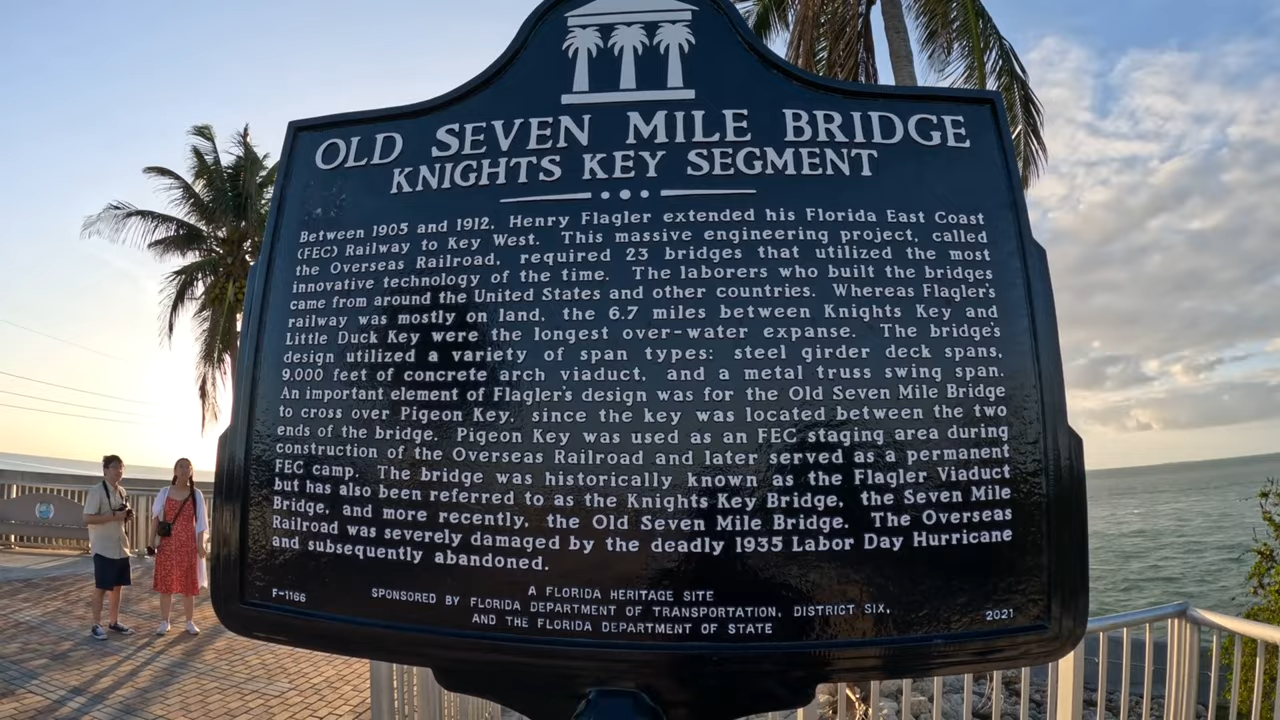 OLD SEVEN MILE BRIDGE
KNIGHTS KEY SEGMENT
Between 1905 and 1912, Henry Flagler extended his Florida East Coast
(FEC) Railway to Key West. This massive engineering project, called
the Overseas Railroad, required 23 bridges that utilized the most
innovative technology of the time. The laborers who built the bridges
came from around the United States and other countries. Whereas Flagler's
railway was mostly on land, the 6.7 miles between Knights Key and
Little Duck Key were the longest over-water expanse. The bridge's
design utilized a variety of span types: steel girder deck spans,
9,000 feet of concrete arch viaduct, and a metal truss swing span.
An important element of Flagler's design was for the Old Seven Mile Bridge
to cross over Pigeon Key, since the key was located between the two
ends of the bridge. Pigeon Key was used as an FEC staging area during
construction of the Overseas Railroad and later served as a permanent
FEC camp. The bridge was historically known as the Flagler Viaduct
but has also been referred to as the Knights Key Bridge, the Seven Mile
Bridge, and more recently, the Old Seven Mile Bridge. The Overseas
Railroad was severely damaged by the deadly 1935 Labor Day Hurricane
and subsequently abandoned.
A FLORIDA HERITAGE SITE
F-1166 SPONSORED BY FLORIDA DEPARTMENT OF TRANSPORTATION, DISTRICT SIX, 2021
AND THE FLORIDA DEPARTMENT OF STATE